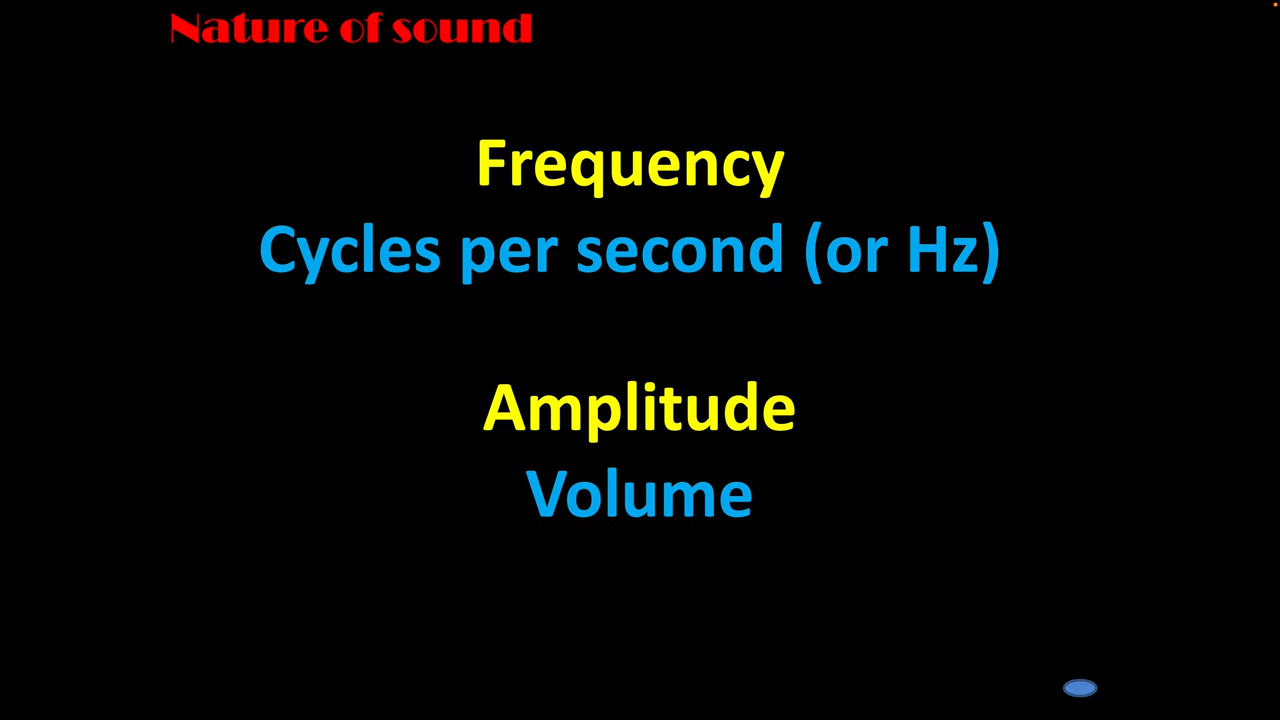 Nature of sound
Frequency
Cycles per second (or Hz)
Amplitude
Volume